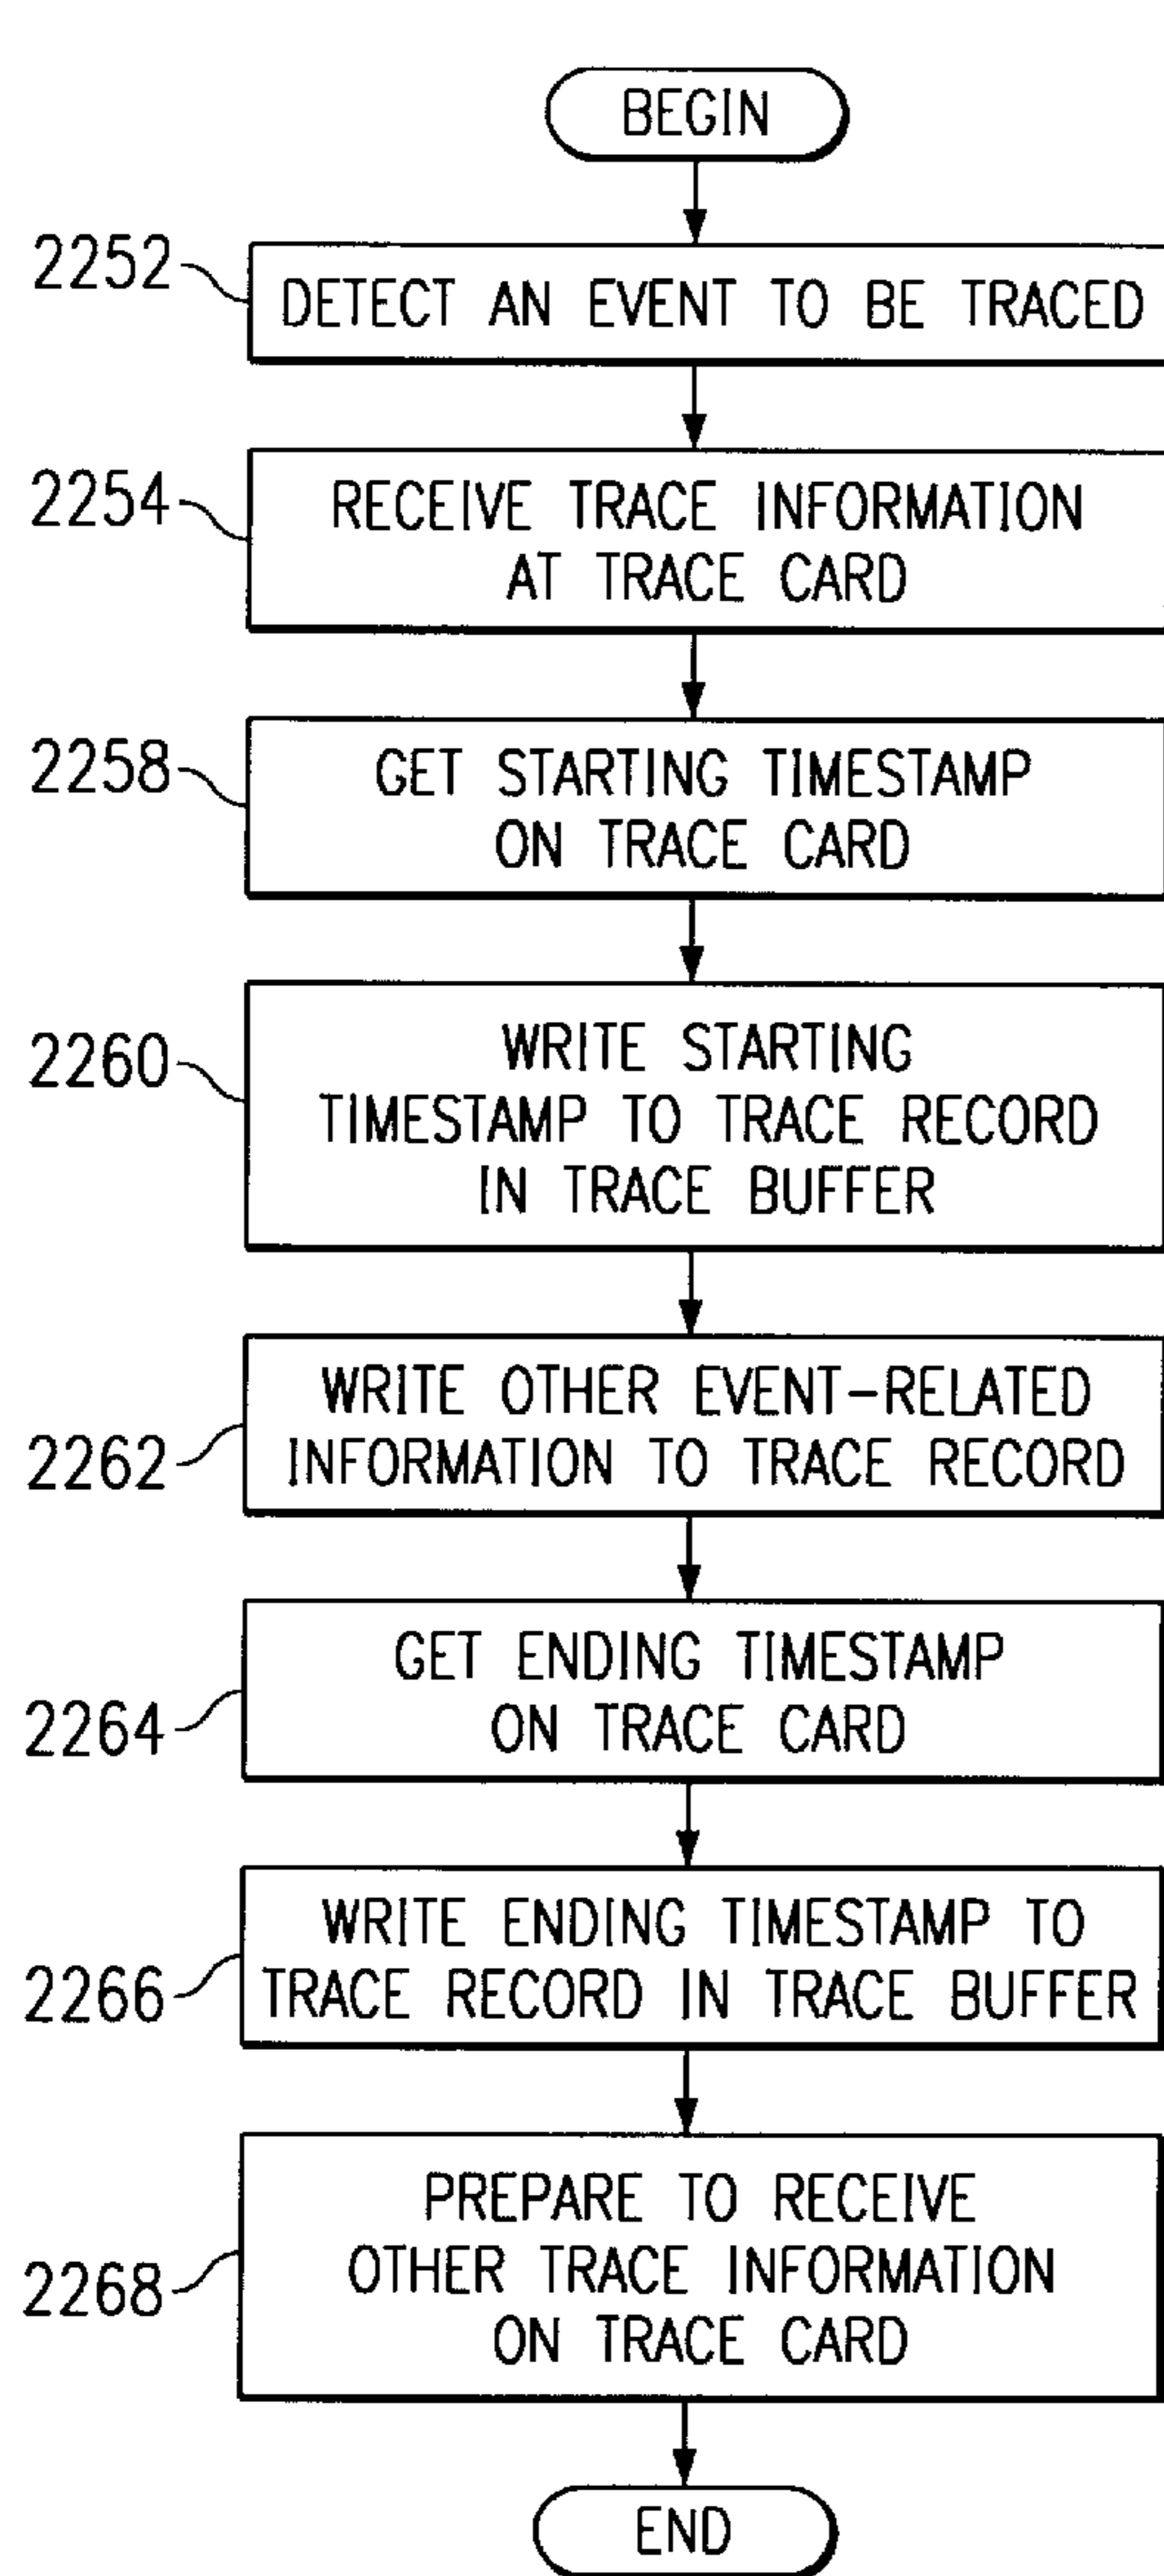 BEGIN
2252
DETECT AN EVENT TO BE TRACED
2254
RECEIVE TRACE INFORMATION
AT TRACE CARD
2258
GET STARTING TIMESTAMP
ON TRACE CARD
2260
WRITE STARTING
TIMESTAMP TO TRACE RECORD
IN TRACE BUFFER
2262
WRITE OTHER EVENT-RELATED
INFORMATION TO TRACE RECORD
2264
GET ENDING TIMESTAMP
ON TRACE CARD
2266
WRITE ENDING TIMESTAMP TO
TRACE RECORD IN TRACE BUFFER
2268
PREPARE TO RECEIVE
OTHER TRACE INFORMATION
ON TRACE CARD
END